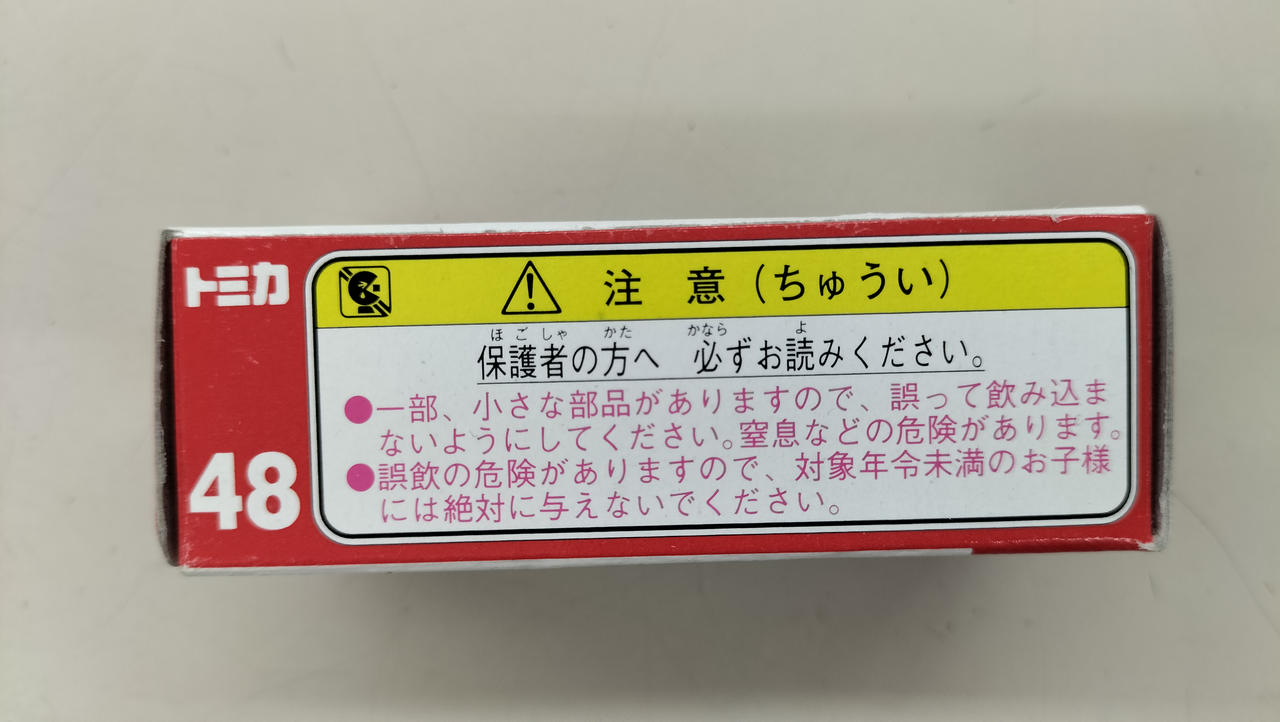 トミカ
48
注 意（ちゅうい）
保護者の方へ 必ずお読みください。
ほごしゃ かた かなら よ
●一部、小さな部品がありますので、誤って飲み込ま
ないようにしてください。窒息などの危険があります。
●誤飲の危険がありますので、対象年令未満のお子様
には絶対に与えないでください。